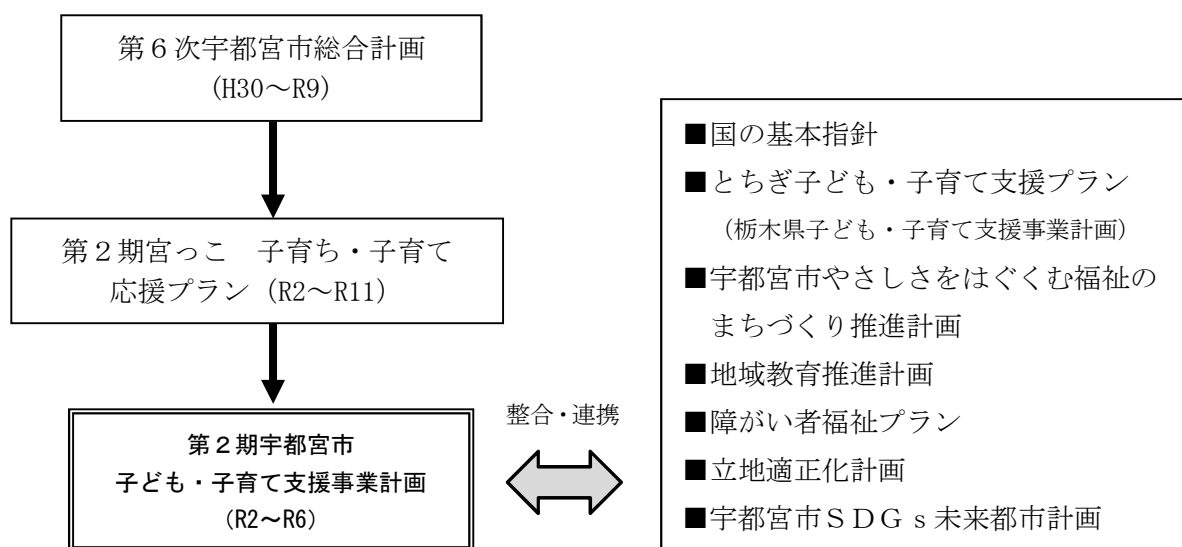 第６次宇都宮市総合計画
（H30～R9）
第２期宮っこ　子育ち・子育て
応援プラン（R2～R11）
第２期宇都宮市
子ども・子育て支援事業計画
（R2～R6）
整合・連携
■国の基本指針
■とちぎ子ども・子育て支援プラン
（栃木県子ども・子育て支援事業計画）
■宇都宮市やさしさをはぐくむ福祉の
まちづくり推進計画
■地域教育推進計画
■障がい者福祉プラン
■立地適正化計画
■宇都宮市ＳＤＧｓ未来都市計画